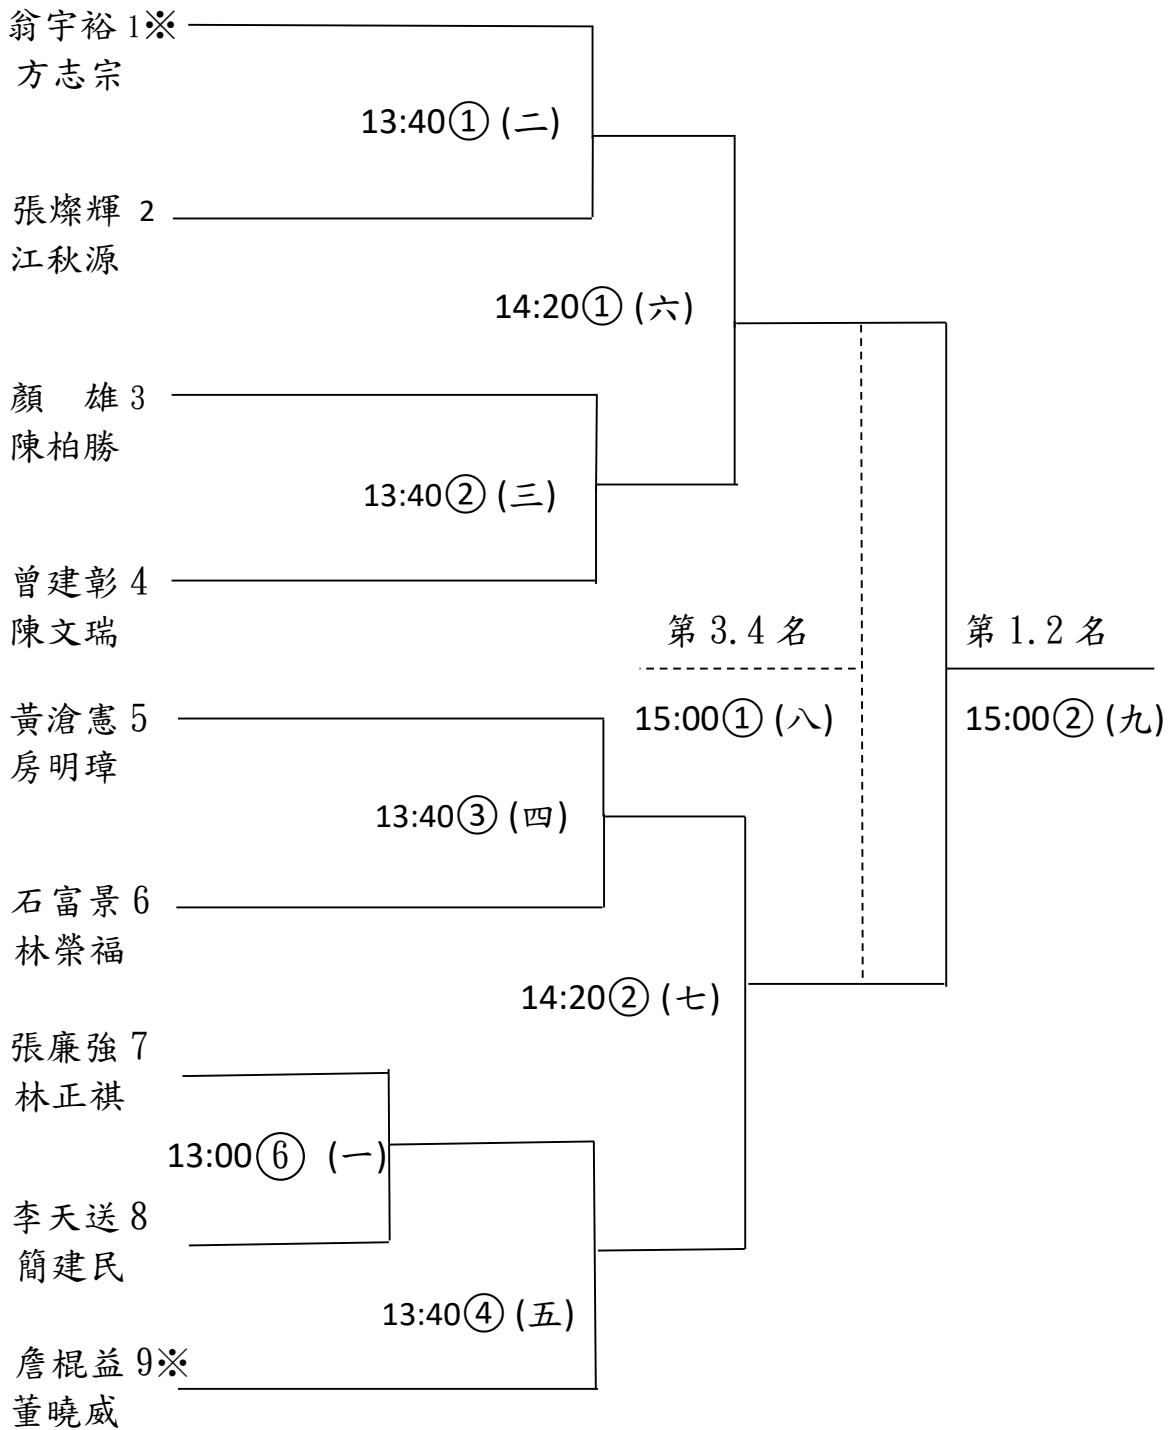 翁宇裕 1※
方志宗
13:40① (二)
張燦輝 2
江秋源
14:20① (六)
顏　雄 3
陳柏勝
13:40② (三)
曾建彰 4
陳文瑞
第 3.4 名
第 1.2 名
黃滄憲 5
房明璋
15:00① (八)
15:00② (九)
13:40③ (四)
石富景 6
林榮福
14:20② (七)
張廉強 7
林正祺
13:00⑥ (一)
李天送 8
簡建民
13:40④ (五)
詹棍益 9※
董曉威